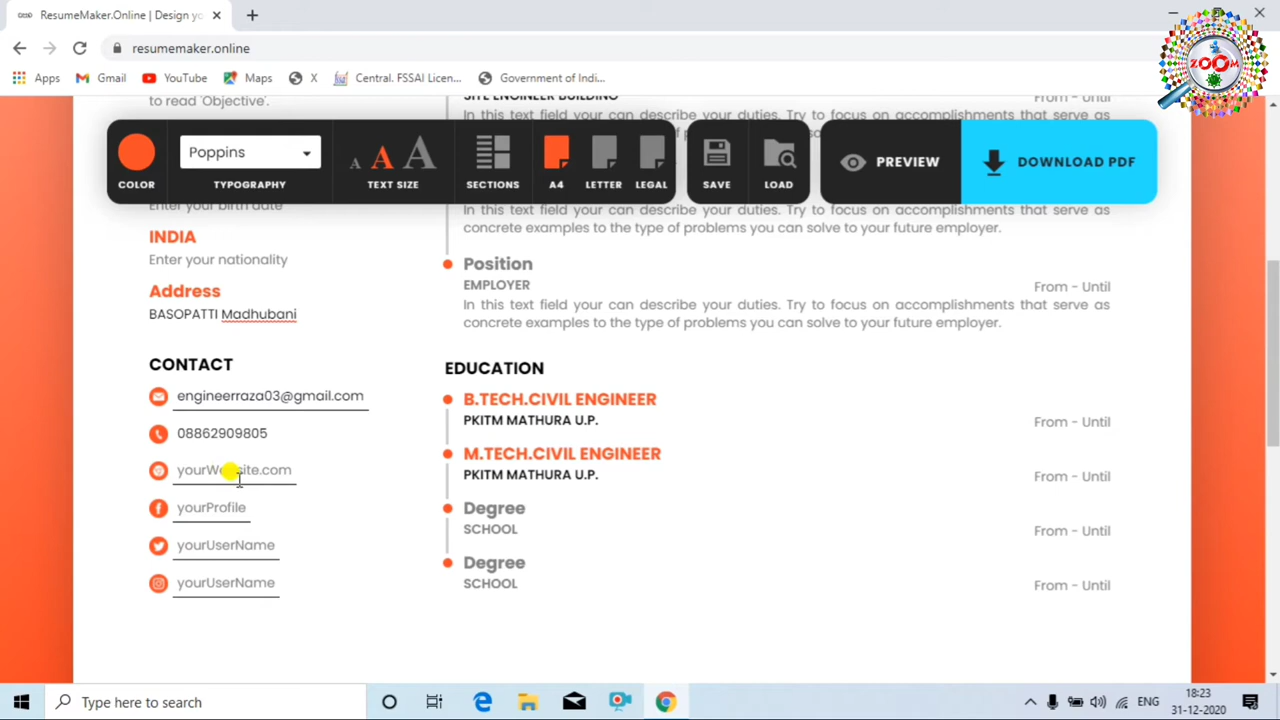 ResumeMaker.Online | Design yo
resumemaker.online
Apps
Gmail
YouTube
Maps
X
Central. FSSAI Licen...
Government of Indi...
ZOOM
to read 'Objective'.
SITE ENGINEER BUILDING
From - Until
In this text field your can describe your duties. Try to focus on accomplishments that serve as
COLOR
Poppins
TYPOGRAPHY
A A A
TEXT SIZE
SECTIONS
A4
LETTER
LEGAL
SAVE
LOAD
PREVIEW
DOWNLOAD PDF
Enter your birth date
In this text field your can describe your duties. Try to focus on accomplishments that serve as
concrete examples to the type of problems you can solve to your future employer.
INDIA
Enter your nationality
Address
BASOPATTI Madhubani
Position
EMPLOYER
From - Until
In this text field your can describe your duties. Try to focus on accomplishments that serve as
concrete examples to the type of problems you can solve to your future employer.
CONTACT
engineerraza03@gmail.com
08862909805
yourWebsite.com
yourProfile
yourUserName
yourUserName
EDUCATION
B.TECH.CIVIL ENGINEER
PKITM MATHURA U.P.
From - Until
M.TECH.CIVIL ENGINEER
PKITM MATHURA U.P.
From - Until
Degree
SCHOOL
From - Until
Degree
SCHOOL
From - Until
Type here to search
ENG
18:23
31-12-2020